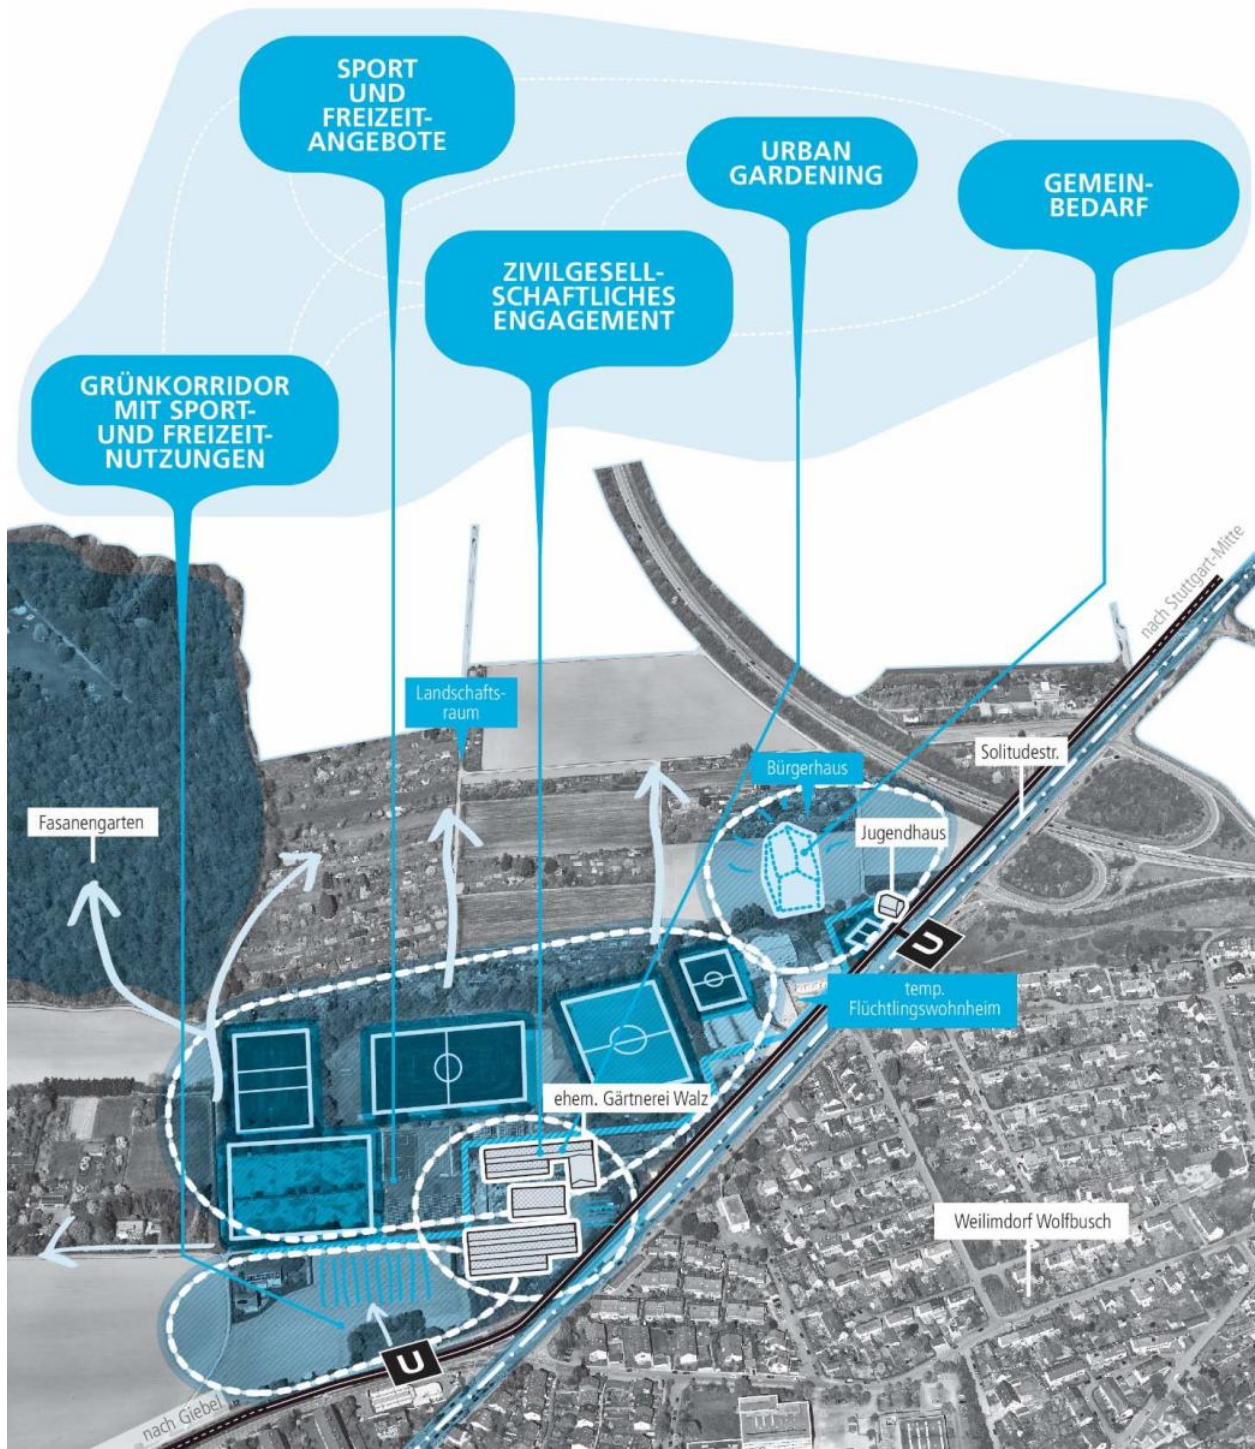 SPORT
UND
FREIZEIT-
ANGEBOTE
URBAN
GARDENING
GEMEIN-
BEDARF
ZIVILGESELL-
SCHAFTLICHES
ENGAGEMENT
GRÜNKORRIDOR
MIT SPORT-
UND FREIZEIT-
NUTZUNGEN
nach Stuttgart-Mitte
Landschafts-
raum
Solitudestr.
Bürgerhaus
Fasanengarten
Jugendhaus
U
temp.
Flüchtlingswohnheim
ehem. Gärtnerei Walz
Weilimdorf Wolfbusch
U
nach Giebel